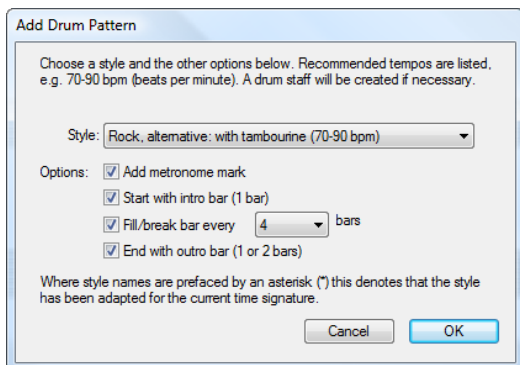 Add Drum Pattern
Choose a style and the other options below. Recommended tempos are listed,
e.g. 70-90 bpm (beats per minute). A drum staff will be created if necessary.
Style: Rock, alternative: with tambourine (70-90 bpm)
Options: Add metronome mark
Start with intro bar (1 bar)
Fill/break bar every 4 bars
End with outro bar (1 or 2 bars)
Where style names are prefaced by an asterisk (*) this denotes that the style
has been adapted for the current time signature.
Cancel OK